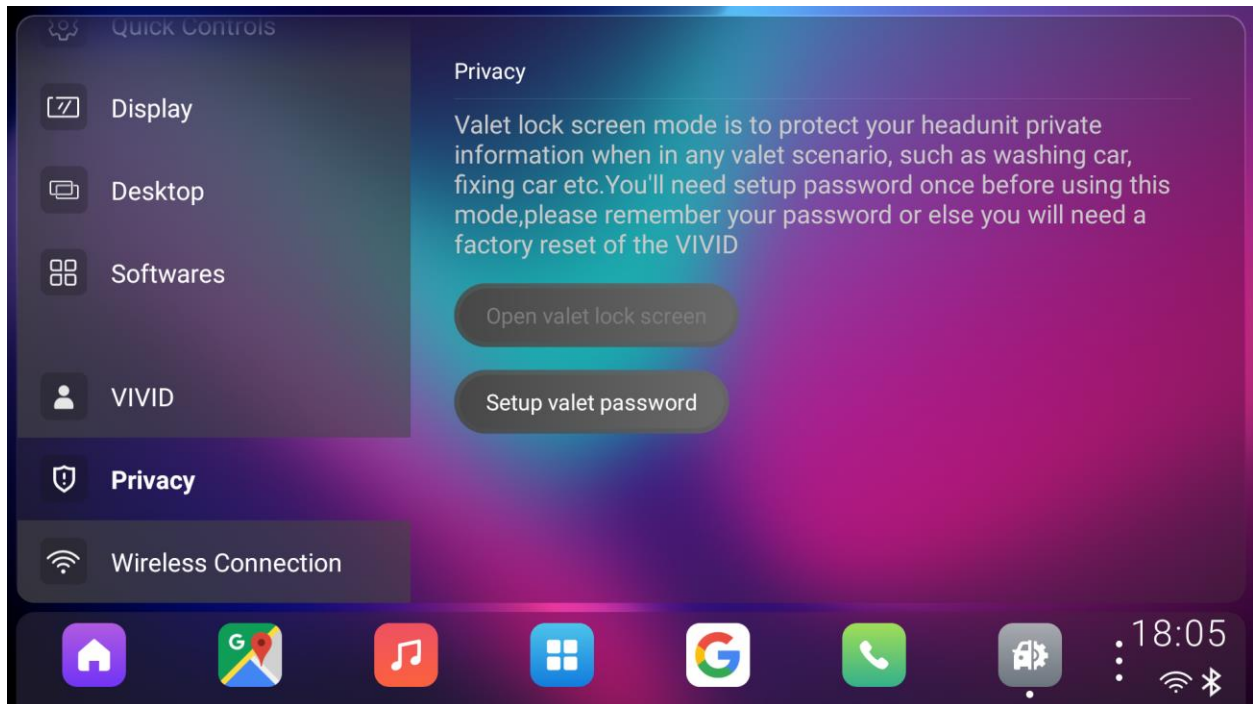 Quick Controls
Display
Desktop
Softwares
VIVID
Privacy
Wireless Connection
Privacy
Valet lock screen mode is to protect your headunit private
information when in any valet scenario, such as washing car,
fixing car etc.You'll need setup password once before using this
mode,please remember your password or else you will need a
factory reset of the VIVID
Open valet lock screen
Setup valet password
G
G
18:05